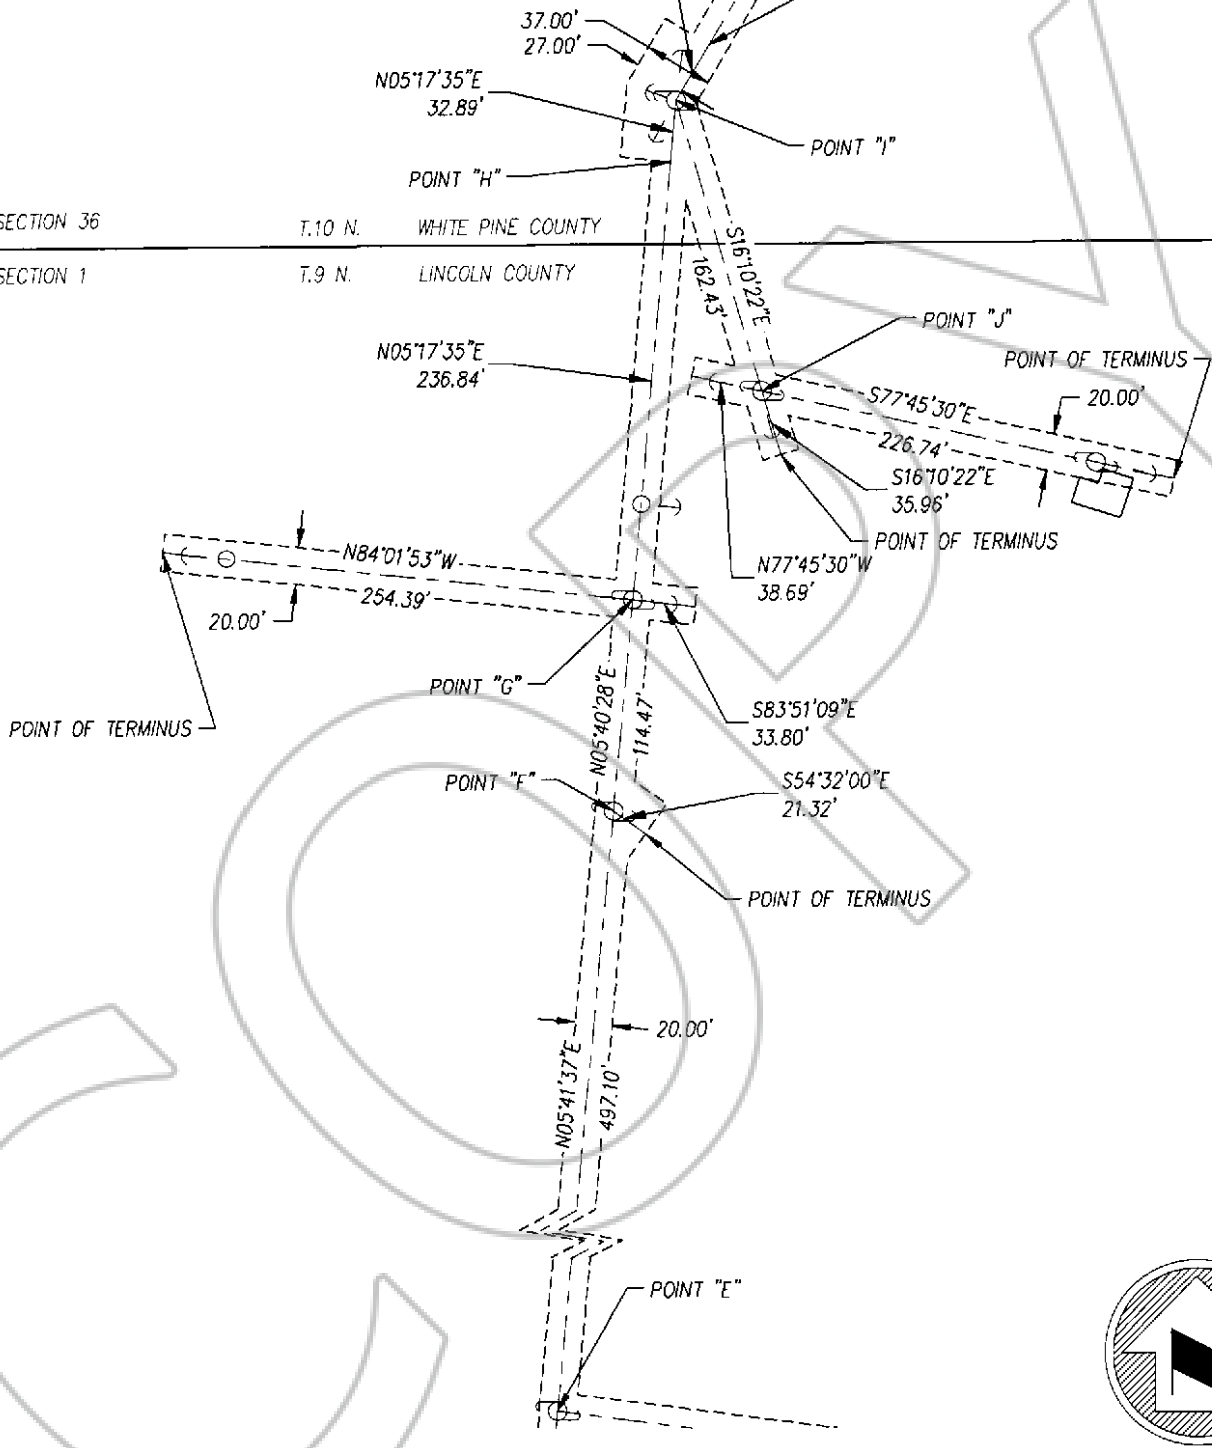 37.00'
27.00'
N05°17'35"E
32.89'
POINT "I"
POINT "H"
SECTION 36 T.10 N. WHITE PINE COUNTY
SECTION 1 T.9 N. LINCOLN COUNTY
S16°10'22"E
162.43'
POINT "J"
N05°17'35"E
236.84'
POINT OF TERMINUS
20.00'
S77°45'30"E
226.74'
S16°10'22"E
35.96'
POINT OF TERMINUS
N77°45'30"W
38.69'
N84°01'53"W
254.39'
20.00'
POINT "G"
POINT OF TERMINUS
N05°40'28"E
114.47'
S83°51'09"E
33.80'
POINT "F"
S54°32'00"E
21.32'
POINT OF TERMINUS
20.00'
N05°41'37"E
497.10'
POINT "E"
COPY